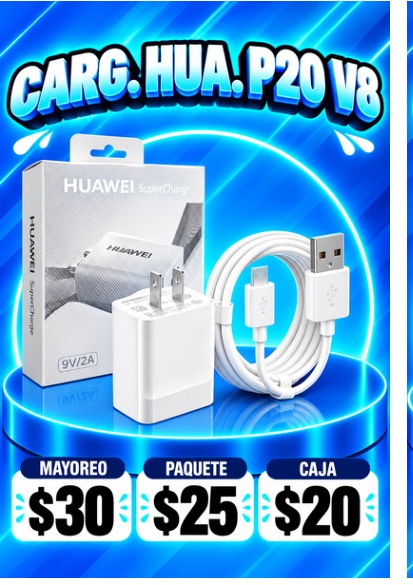 CARG. HUA. P20 V8
HUAWEI SuperCharge
HUAWEI
HUAWEI SuperCharge
9V/2A
MAYOREO
$30
PAQUETE
$25
CAJA
$20